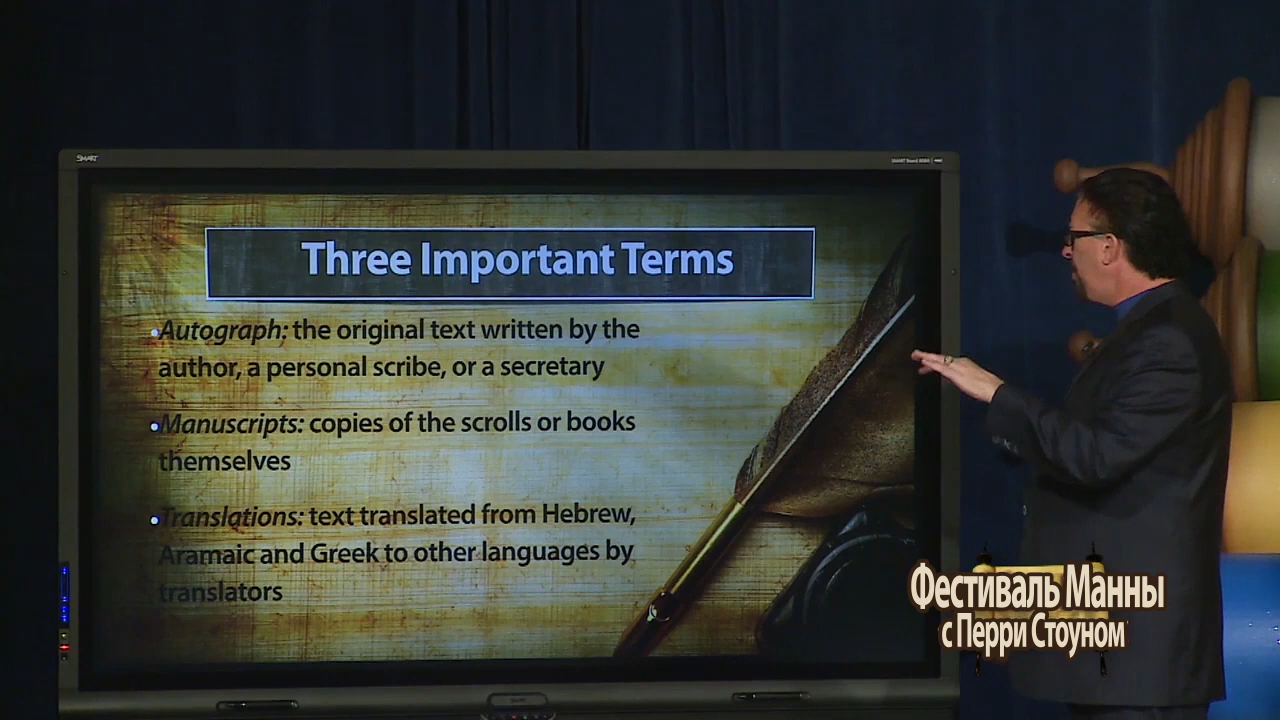 SMART
Three Important Terms
•Autograph: the original text written by the
author, a personal scribe, or a secretary
•Manuscripts: copies of the scrolls or books
themselves
•Translations: text translated from Hebrew,
Aramaic and Greek to other languages by
translators
Фестиваль Манны
с Перри Стоуном